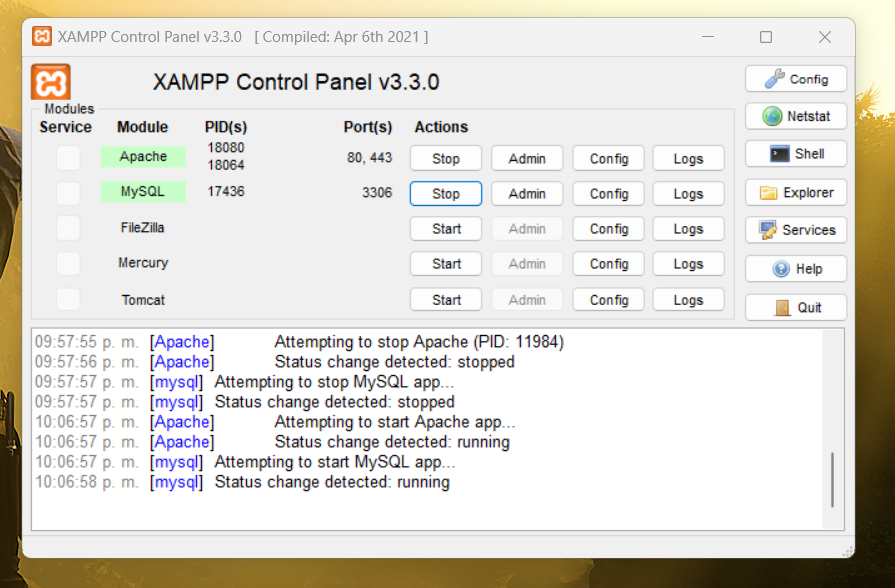 XAMPP Control Panel v3.3.0 [ Compiled: Apr 6th 2021 ]
XAMPP Control Panel v3.3.0
Config
Modules
Service Module PID(s) Port(s) Actions
Netstat
Apache 18080 18064 80, 443 Stop Admin Config Logs
Shell
MySQL 17436 3306 Stop Admin Config Logs
Explorer
FileZilla Start Admin Config Logs
Services
Mercury Start Admin Config Logs
Help
Tomcat Start Admin Config Logs
Quit
09:57:55 p. m. [Apache] Attempting to stop Apache (PID: 11984)
09:57:56 p. m. [Apache] Status change detected: stopped
09:57:57 p. m. [mysql] Attempting to stop MySQL app...
09:57:57 p. m. [mysql] Status change detected: stopped
10:06:57 p. m. [Apache] Attempting to start Apache app...
10:06:57 p. m. [Apache] Status change detected: running
10:06:57 p. m. [mysql] Attempting to start MySQL app...
10:06:58 p. m. [mysql] Status change detected: running